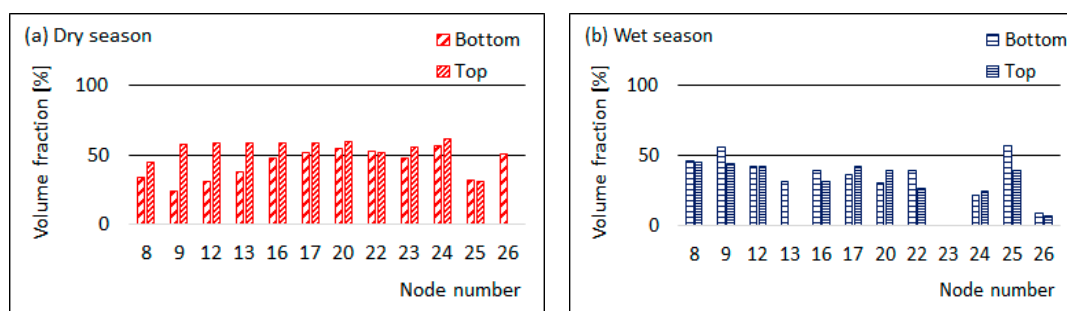 (a) Dry season
Bottom
Top
Volume fraction [%]
100
50
0
8 9 12 13 16 17 20 22 23 24 25 26
Node number
(b) Wet season
Bottom
Top
Volume fraction [%]
100
50
0
8 9 12 13 16 17 20 22 23 24 25 26
Node number